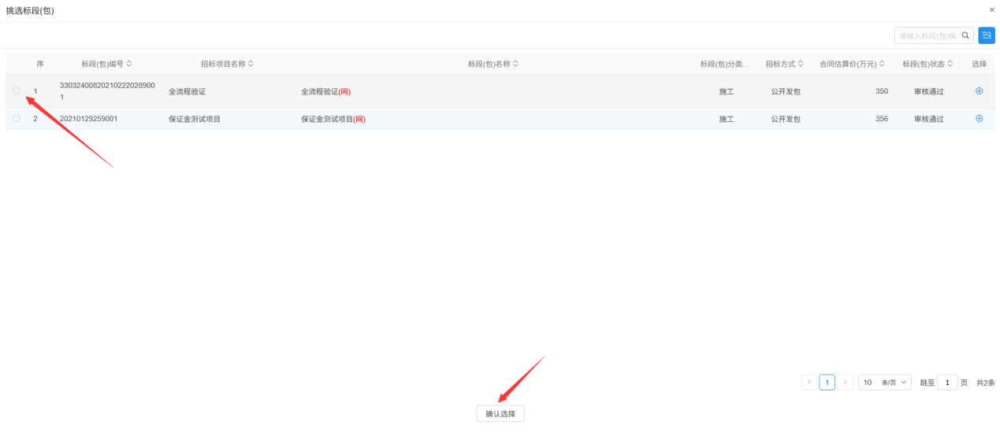 挑选标段(包)
×
请输入标段(包)编
序 标段(包)编号 招标项目名称 标段(包)名称 标段(包)分类... 招标方式 合同估算价(万元) 标段(包)状态 选择
1 33032400820210222028900 全流程验证 全流程验证(网) 施工 公开发包 350 审核通过
1
2 20210129259001 保证金测试项目 保证金测试项目(网) 施工 公开发包 356 审核通过
< 1 > 10 条/页 跳至 1 页 共2条
确认选择